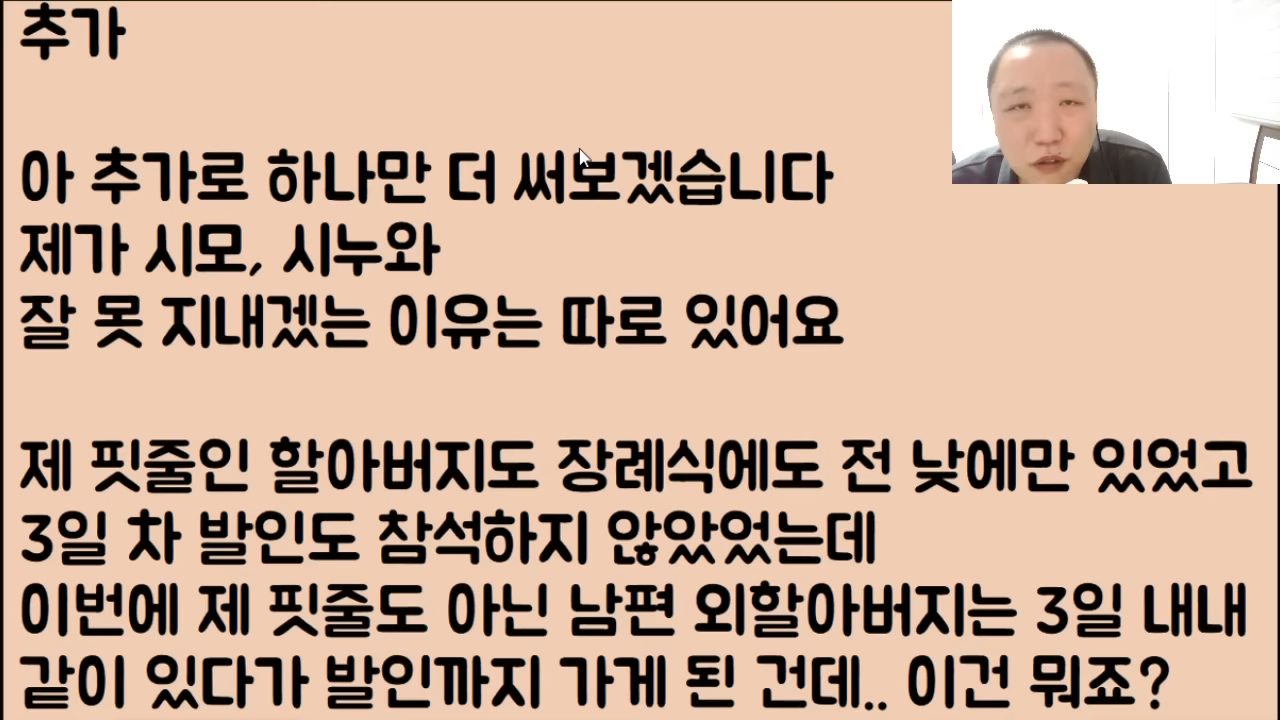 추가
아 추가로 하나만 더 써보겠습니다
제가 시모, 시누와
잘 못 지내겠는 이유는 따로 있어요
제 핏줄인 할아버지도 장례식에도 전 낮에만 있었고
3일 차 발인도 참석하지 않았었는데
이번에 제 핏줄도 아닌 남편 외할아버지는 3일 내내
같이 있다가 발인까지 가게 된 건데.. 이건 뭐죠?